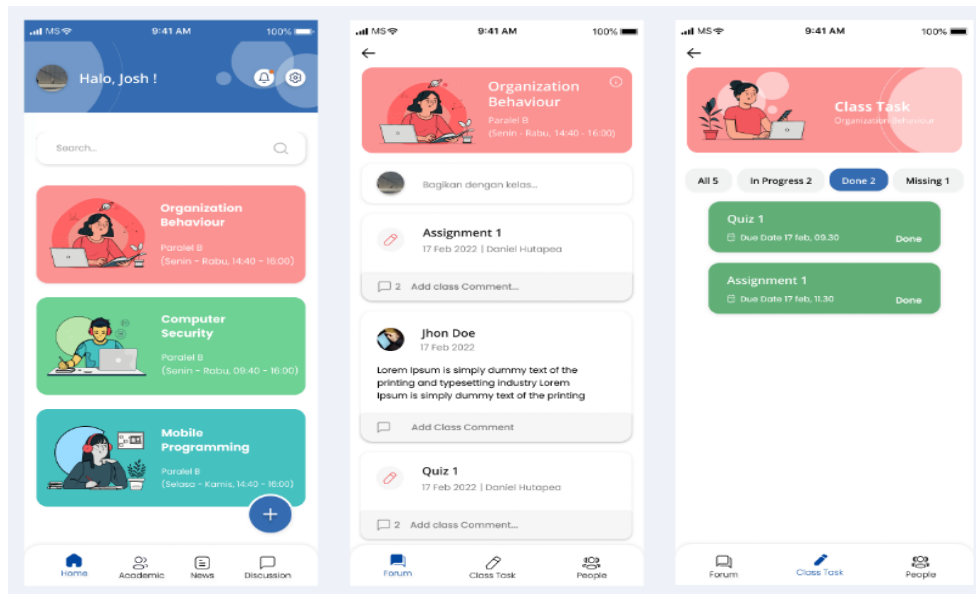 MS 9:41 AM 100%
Halo, Josh !
Search...
Organization
Behaviour
Paralel B
(Senin - Rabu, 14:40 - 16:00)
Computer
Security
Paralel B
(Senin - Rabu, 09:40 - 16:00)
Mobile
Programming
Paralel B
(Selasa - Kamis, 14:40 - 16:00)
+
Home Academic News Discussion
MS 9:41 AM 100%
Organization
Behaviour
Paralel B
(Senin - Rabu, 14:40 - 16:00)
Bagikan dengan kelas...
Assignment 1
17 Feb 2022 | Daniel Hutapea
2 Add class Comment...
Jhon Doe
17 Feb 2022
Lorem Ipsum is simply dummy text of the
printing and typesetting industry Lorem
Ipsum is simply dummy text of the printing
Add Class Comment
Quiz 1
17 Feb 2022 | Daniel Hutapea
2 Add class Comment...
Forum Class Task People
MS 9:41 AM 100%
Class Task
Organization Behaviour
All 5 In Progress 2 Done 2 Missing 1
Quiz 1
Due Date 17 feb, 09.30 Done
Assignment 1
Due Date 17 feb, 11.30 Done
Forum Class Task People